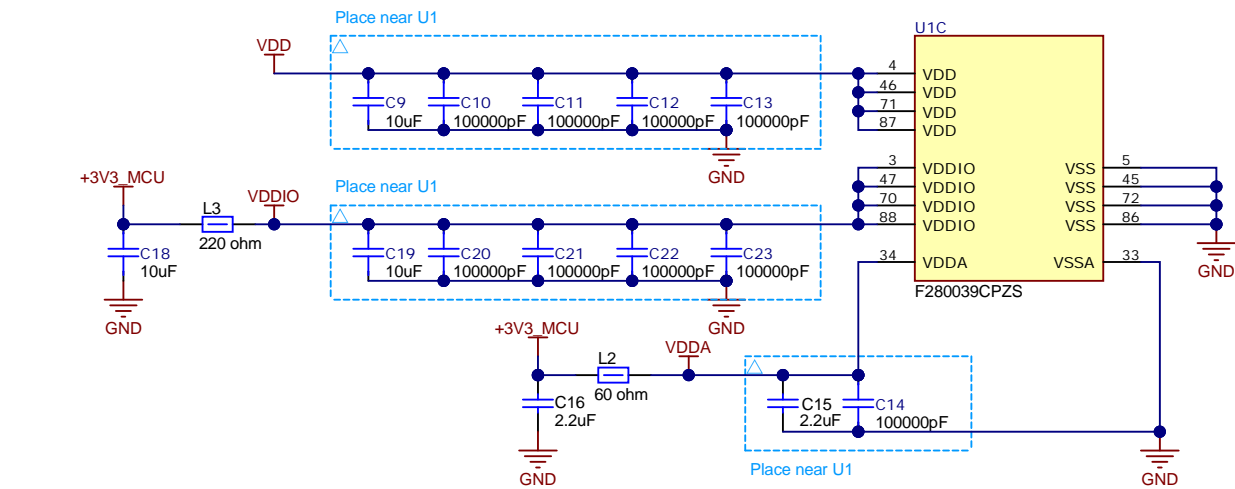 Place near U1
U1C
VDD
4 VDD
46 VDD
71 VDD
87 VDD
C9 C10 C11 C12 C13
10uF 100000pF 100000pF 100000pF 100000pF
GND
3 VDDIO VSS 5
47 VDDIO VSS 45
70 VDDIO VSS 72
88 VDDIO VSS 86
GND
+3V3_MCU
Place near U1
VDDIO
L3
220 ohm
C18
10uF
GND
C19 C20 C21 C22 C23
10uF 100000pF 100000pF 100000pF 100000pF
GND
34 VDDA VSSA 33
F280039CPZS
+3V3_MCU
VDDA
L2
60 ohm
C16
2.2uF
GND
C15 C14
2.2uF 100000pF
Place near U1
GND